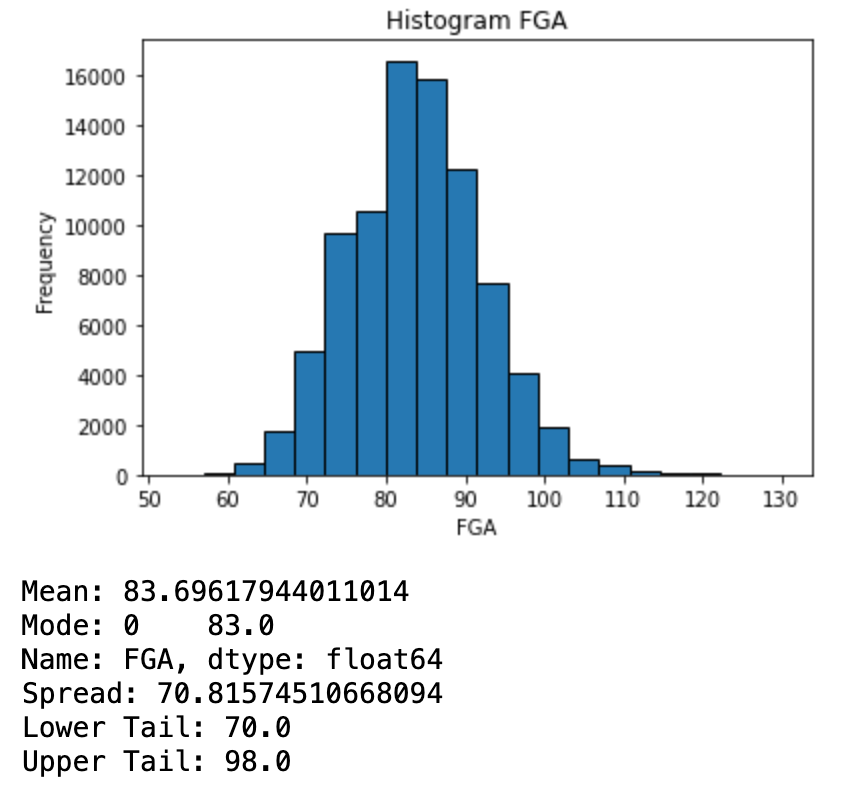 Histogram FGA
16000
14000
12000
10000
8000
6000
4000
2000
0
Frequency
50 60 70 80 90 100 110 120 130
FGA
Mean: 83.69617944011014
Mode: 0    83.0
Name: FGA, dtype: float64
Spread: 70.81574510668094
Lower Tail: 70.0
Upper Tail: 98.0